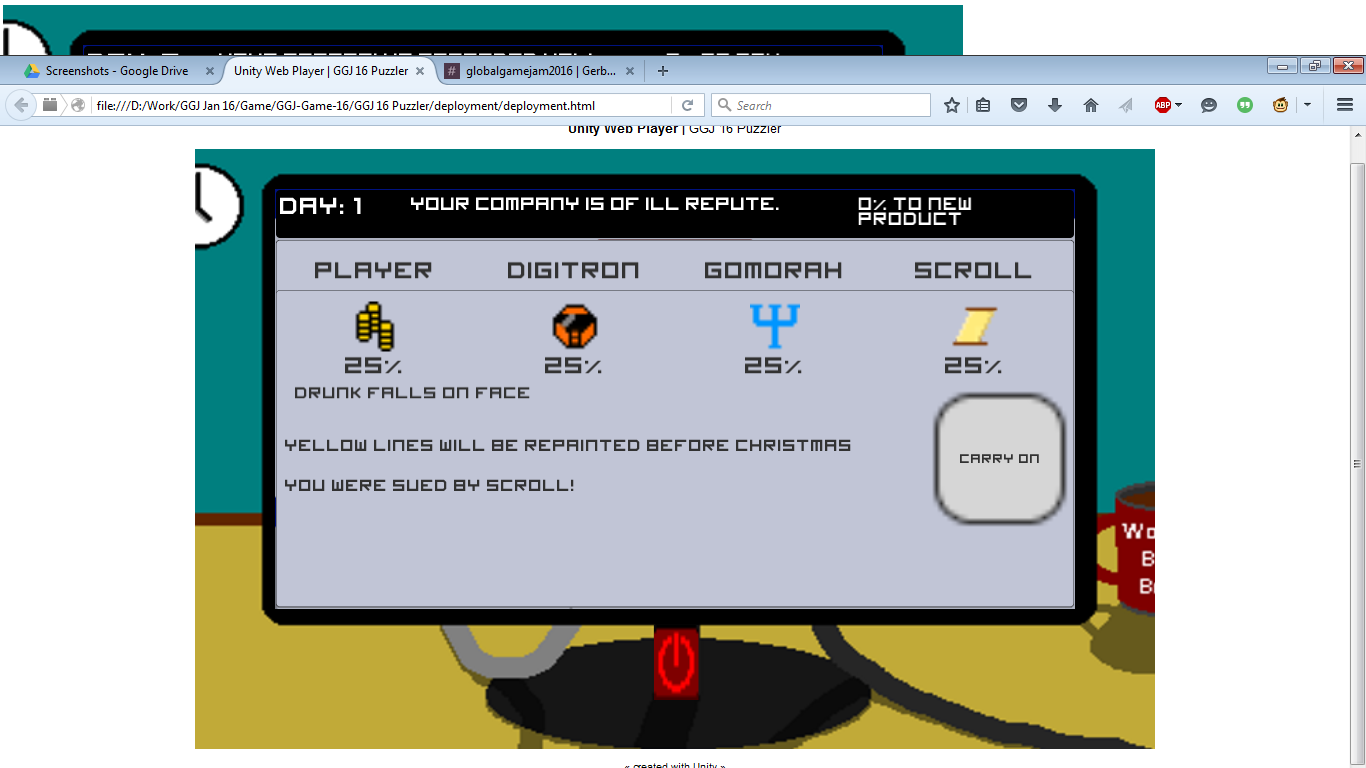 Screenshots - Google Drive
Unity Web Player | GGJ 16 Puzzler
globalgamejam2016 | Gerb...
file:///D:/Work/GGJ Jan 16/Game/GGJ-Game-16/GGJ 16 Puzzler/deployment/deployment.html
Search
ABP
Unity Web Player | GGJ 16 Puzzler
DAY: 1
YOUR COMPANY IS OF ILL REPUTE.
0% TO NEW
PRODUCT
PLAYER DIGITRON GOMORAH SCROLL
25% 25% 25% 25%
DRUNK FALLS ON FACE
YELLOW LINES WILL BE REPAINTED BEFORE CHRISTMAS
CARRY ON
YOU WERE SUED BY SCROLL!
Wo
B
« created with Unity »